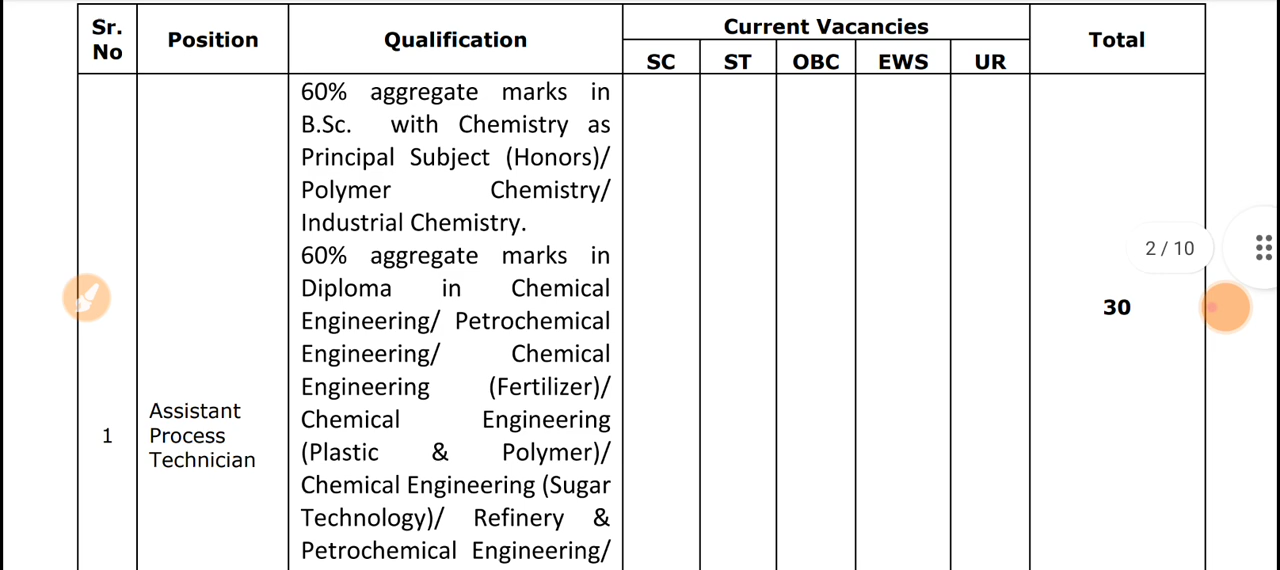 Sr. No
Position
Qualification
Current Vacancies
Total
SC
ST
OBC
EWS
UR
60% aggregate marks in
B.Sc. with Chemistry as
Principal Subject (Honors)/
Polymer Chemistry/
Industrial Chemistry.
60% aggregate marks in
Diploma in Chemical
Engineering/ Petrochemical
Engineering/ Chemical
Engineering (Fertilizer)/
Chemical Engineering
(Plastic & Polymer)/
Chemical Engineering (Sugar
Technology)/ Refinery &
Petrochemical Engineering/
1
Assistant
Process
Technician
30
2 / 10